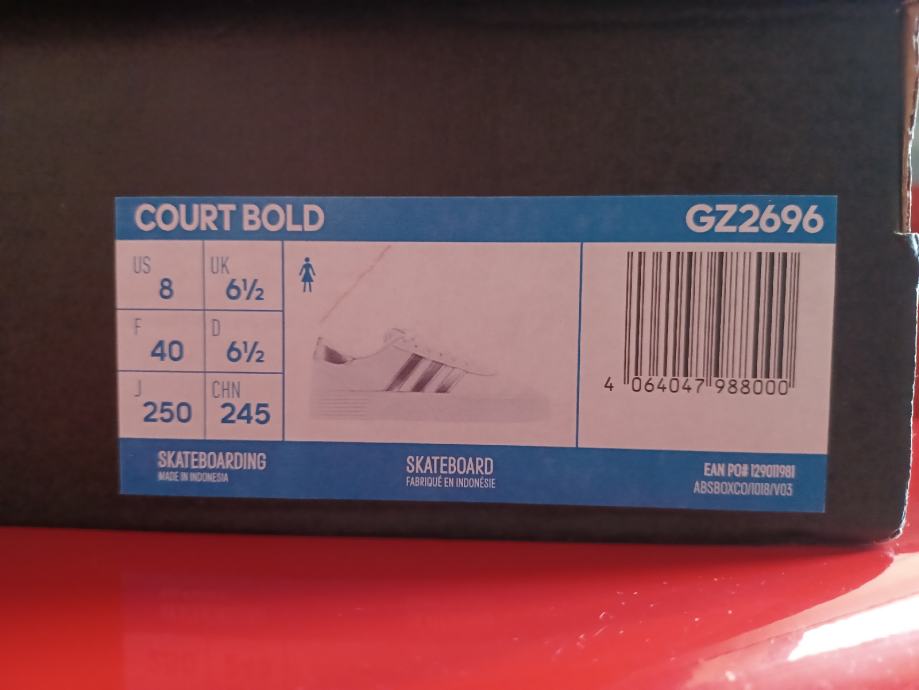 COURT BOLD GZ2696
US UK
8 6½
F D
40 6½
J CHN
250 245
4 064047 988000
SKATEBOARDING
MADE IN INDONESIA
SKATEBOARD
FABRIQUÉ EN INDONÉSIE
EAN PO# 129011981
ABSBOXCO/1018/V03